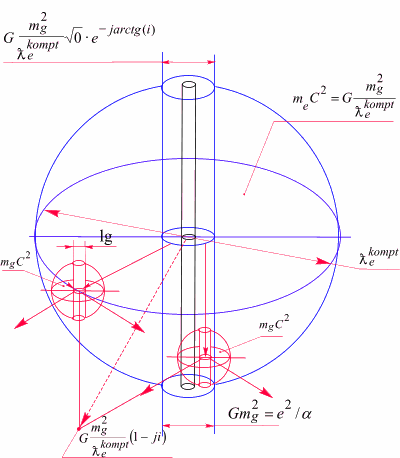 G m_g^2 / ƛ_e^kompt √0 · e^{-jarctg(i)}
m_e C^2 = G m_g^2 / ƛ_e^kompt
lg
ƛ_e^kompt
m_g C^2
m_g C^2
G m_g^2 = e^2 / α
G m_g^2 / ƛ_e^kompt (1 - ji)